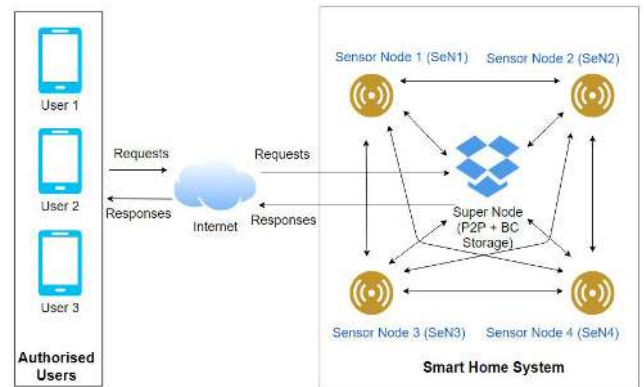 User 1
User 2
User 3
Authorised
Users
Requests
Responses
Internet
Requests
Responses
Sensor Node 1 (SeN1)
Sensor Node 2 (SeN2)
Super Node
(P2P + BC
Storage)
Sensor Node 3 (SeN3)
Sensor Node 4 (SeN4)
Smart Home System